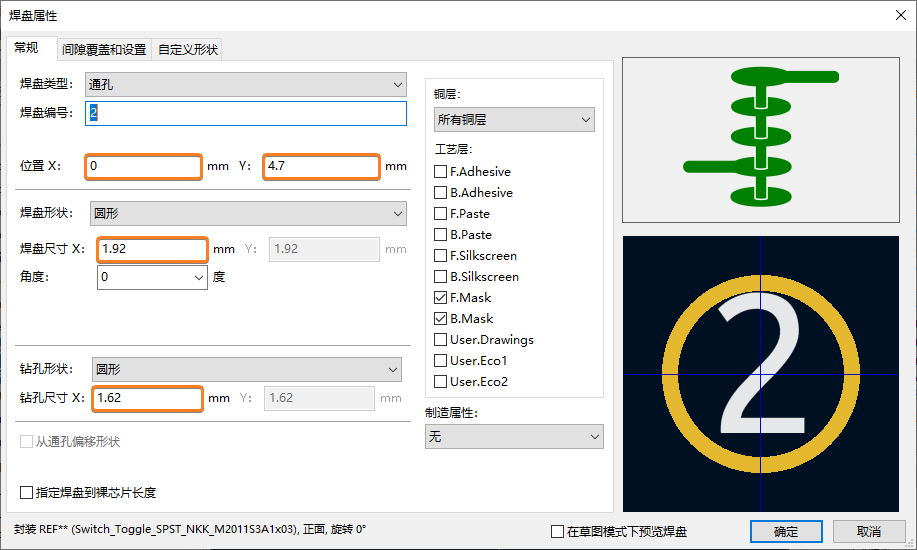 焊盘属性
常规 间隙覆盖和设置 自定义形状
焊盘类型: 通孔
焊盘编号: 2
位置 X: 0 mm Y: 4.7 mm
焊盘形状: 圆形
焊盘尺寸 X: 1.92 mm Y: 1.92 mm
角度: 0 度
钻孔形状: 圆形
钻孔尺寸 X: 1.62 mm Y: 1.62 mm
从通孔偏移形状
指定焊盘到裸芯片长度
铜层:
所有铜层
工艺层:
F.Adhesive
B.Adhesive
F.Paste
B.Paste
F.Silkscreen
B.Silkscreen
F.Mask
B.Mask
User.Drawings
User.Eco1
User.Eco2
制造属性:
无
2
封装 REF** (Switch_Toggle_SPST_NKK_M2011S3A1x03), 正面, 旋转 0°
在草图模式下预览焊盘
确定 取消